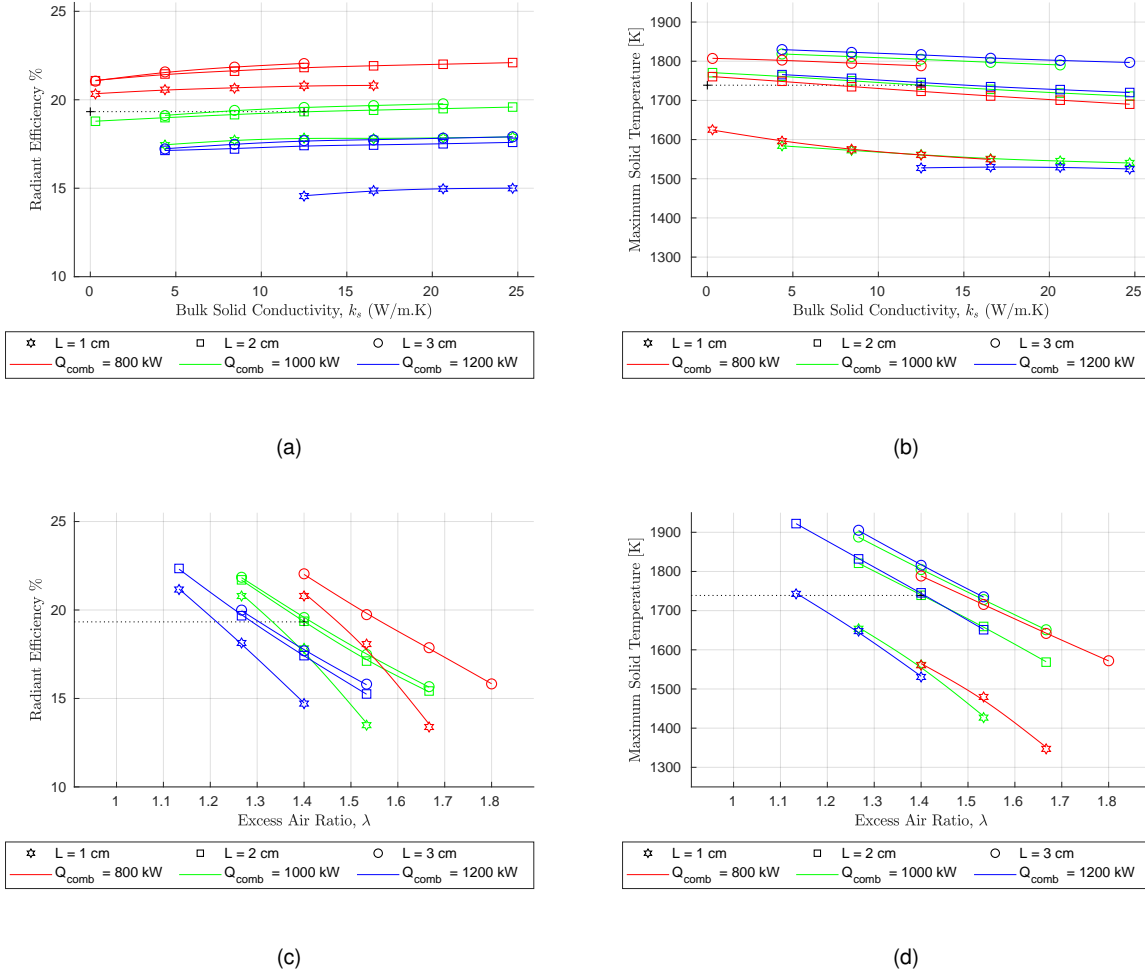 25
20
15
10
Radiant Efficiency %
0 5 10 15 20 25
Bulk Solid Conductivity, k_s (W/m.K)
L = 1 cm L = 2 cm L = 3 cm
Q_comb = 800 kW Q_comb = 1000 kW Q_comb = 1200 kW
(a)
1900
1800
1700
1600
1500
1400
1300
Maximum Solid Temperature [K]
0 5 10 15 20 25
Bulk Solid Conductivity, k_s (W/m.K)
L = 1 cm L = 2 cm L = 3 cm
Q_comb = 800 kW Q_comb = 1000 kW Q_comb = 1200 kW
(b)
25
20
15
10
Radiant Efficiency %
1 1.1 1.2 1.3 1.4 1.5 1.6 1.7 1.8
Excess Air Ratio, λ
L = 1 cm L = 2 cm L = 3 cm
Q_comb = 800 kW Q_comb = 1000 kW Q_comb = 1200 kW
(c)
1900
1800
1700
1600
1500
1400
1300
Maximum Solid Temperature [K]
1 1.1 1.2 1.3 1.4 1.5 1.6 1.7 1.8
Excess Air Ratio, λ
L = 1 cm L = 2 cm L = 3 cm
Q_comb = 800 kW Q_comb = 1000 kW Q_comb = 1200 kW
(d)